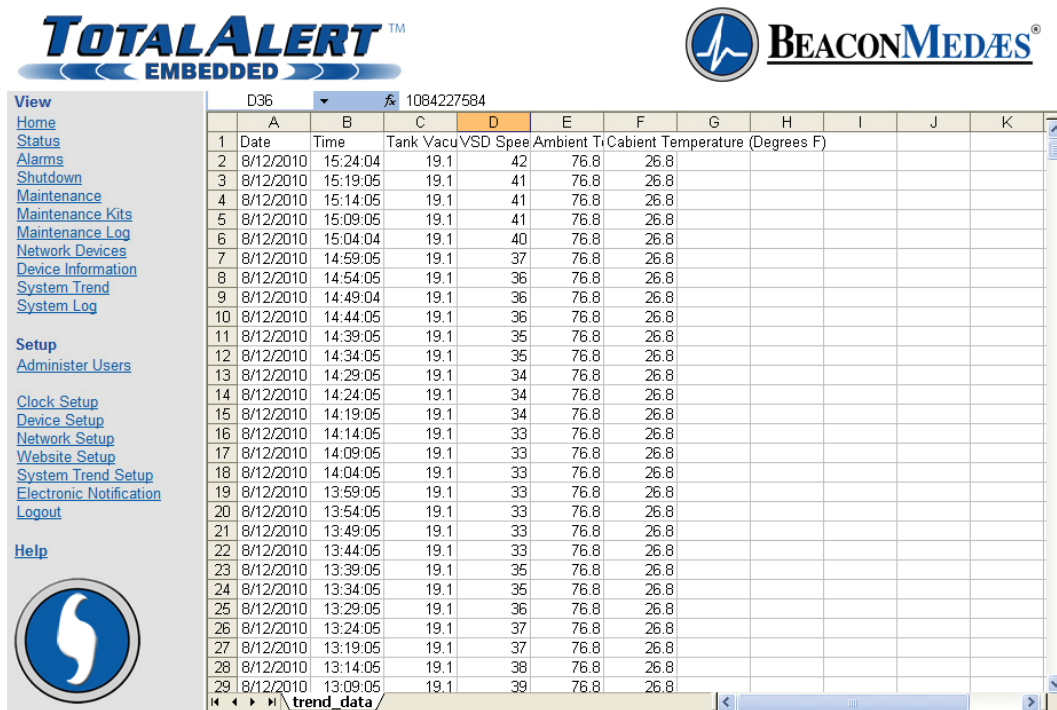 TOTALALERT ™
EMBEDDED
BEACONMEDÆS®
View
Home
Status
Alarms
Shutdown
Maintenance
Maintenance Kits
Maintenance Log
Network Devices
Device Information
System Trend
System Log
Setup
Administer Users
Clock Setup
Device Setup
Network Setup
Website Setup
System Trend Setup
Electronic Notification
Logout
Help
D36 fx 1084227584
A B C D E F G H I J K
1 Date Time Tank Vacu VSD Spee Ambient T Cabient Temperature (Degrees F)
2 8/12/2010 15:24:04 19.1 42 76.8 26.8
3 8/12/2010 15:19:05 19.1 41 76.8 26.8
4 8/12/2010 15:14:05 19.1 41 76.8 26.8
5 8/12/2010 15:09:05 19.1 41 76.8 26.8
6 8/12/2010 15:04:04 19.1 40 76.8 26.8
7 8/12/2010 14:59:05 19.1 37 76.8 26.8
8 8/12/2010 14:54:05 19.1 36 76.8 26.8
9 8/12/2010 14:49:04 19.1 36 76.8 26.8
10 8/12/2010 14:44:05 19.1 36 76.8 26.8
11 8/12/2010 14:39:05 19.1 35 76.8 26.8
12 8/12/2010 14:34:05 19.1 35 76.8 26.8
13 8/12/2010 14:29:05 19.1 34 76.8 26.8
14 8/12/2010 14:24:05 19.1 34 76.8 26.8
15 8/12/2010 14:19:05 19.1 34 76.8 26.8
16 8/12/2010 14:14:05 19.1 33 76.8 26.8
17 8/12/2010 14:09:05 19.1 33 76.8 26.8
18 8/12/2010 14:04:05 19.1 33 76.8 26.8
19 8/12/2010 13:59:05 19.1 33 76.8 26.8
20 8/12/2010 13:54:05 19.1 33 76.8 26.8
21 8/12/2010 13:49:05 19.1 33 76.8 26.8
22 8/12/2010 13:44:05 19.1 33 76.8 26.8
23 8/12/2010 13:39:05 19.1 35 76.8 26.8
24 8/12/2010 13:34:05 19.1 35 76.8 26.8
25 8/12/2010 13:29:05 19.1 36 76.8 26.8
26 8/12/2010 13:24:05 19.1 37 76.8 26.8
27 8/12/2010 13:19:05 19.1 37 76.8 26.8
28 8/12/2010 13:14:05 19.1 38 76.8 26.8
29 8/12/2010 13:09:05 19.1 39 76.8 26.8
trend_data